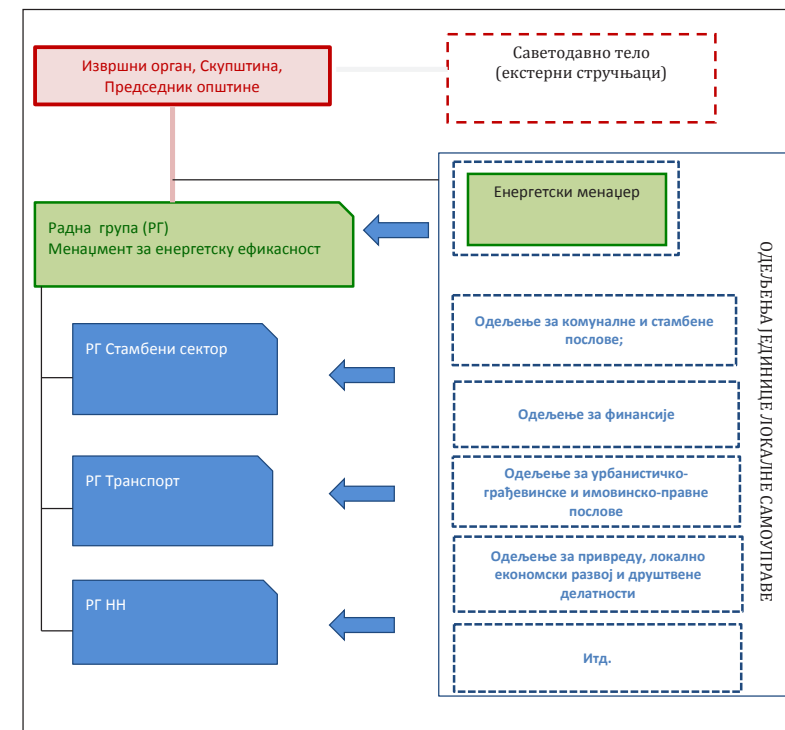 Извршни орган, Скупштина,
Председник општине
Саветодавно тело
(екстерни стручњаци)
Енергетски менаџер
Радна група (РГ)
Менаџмент за енергетску ефикасност
РГ Стамбени сектор
РГ Транспорт
РГ НН
Одељење за комуналне и стамбене
послове;
Одељење за финансије
Одељење за урбанистичко-
грађевинске и имовинско-правне
послове
Одељење за привреду, локално
економски развој и друштвене
делатности
Итд.
ОДЕЉЕЊА ЈЕДИНИЦЕ ЛОКАЛНЕ САМОУПРАВЕ